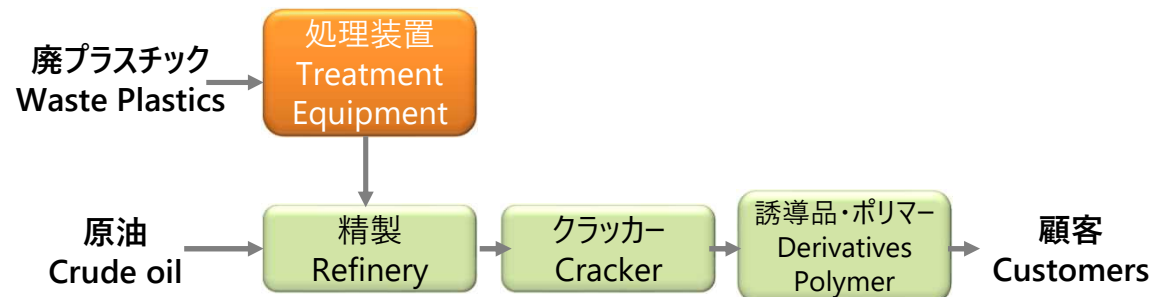 廃プラスチック
Waste Plastics
処理装置
Treatment
Equipment
原油
Crude oil
精製
Refinery
クラッカー
Cracker
誘導品・ポリマー
Derivatives
Polymer
顧客
Customers